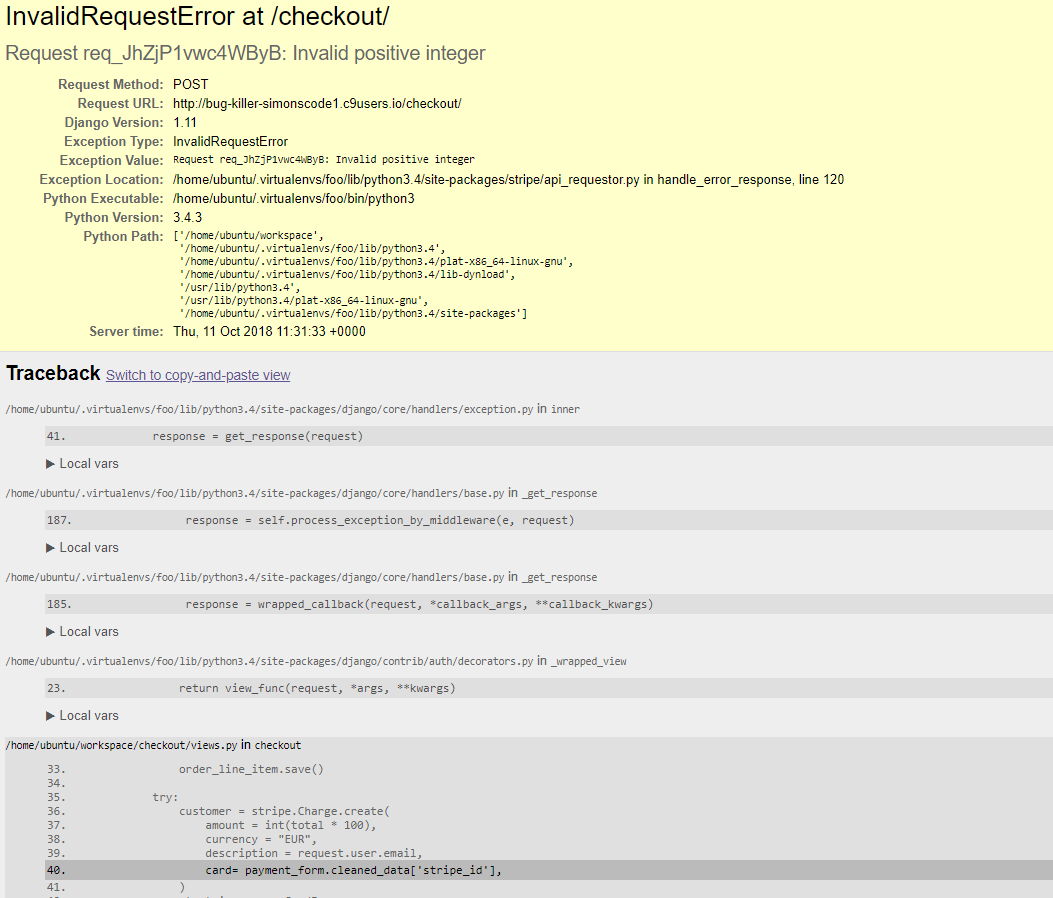 InvalidRequestError at /checkout/
Request req_JhZjP1vwc4WByB: Invalid positive integer
Request Method: POST
Request URL: http://bug-killer-simonscode1.c9users.io/checkout/
Django Version: 1.11
Exception Type: InvalidRequestError
Exception Value: Request req_JhZjP1vwc4WByB: Invalid positive integer
Exception Location: /home/ubuntu/.virtualenvs/foo/lib/python3.4/site-packages/stripe/api_requestor.py in handle_error_response, line 120
Python Executable: /home/ubuntu/.virtualenvs/foo/bin/python3
Python Version: 3.4.3
Python Path: ['/home/ubuntu/workspace',
'/home/ubuntu/.virtualenvs/foo/lib/python3.4',
'/home/ubuntu/.virtualenvs/foo/lib/python3.4/plat-x86_64-linux-gnu',
'/home/ubuntu/.virtualenvs/foo/lib/python3.4/lib-dynload',
'/usr/lib/python3.4',
'/usr/lib/python3.4/plat-x86_64-linux-gnu',
'/home/ubuntu/.virtualenvs/foo/lib/python3.4/site-packages']
Server time: Thu, 11 Oct 2018 11:31:33 +0000
Traceback Switch to copy-and-paste view
/home/ubuntu/.virtualenvs/foo/lib/python3.4/site-packages/django/core/handlers/exception.py in inner
41. response = get_response(request)
▶ Local vars
/home/ubuntu/.virtualenvs/foo/lib/python3.4/site-packages/django/core/handlers/base.py in _get_response
187. response = self.process_exception_by_middleware(e, request)
▶ Local vars
/home/ubuntu/.virtualenvs/foo/lib/python3.4/site-packages/django/core/handlers/base.py in _get_response
185. response = wrapped_callback(request, *callback_args, **callback_kwargs)
▶ Local vars
/home/ubuntu/.virtualenvs/foo/lib/python3.4/site-packages/django/contrib/auth/decorators.py in _wrapped_view
23. return view_func(request, *args, **kwargs)
▶ Local vars
/home/ubuntu/workspace/checkout/views.py in checkout
33. order_line_item.save()
34.
35. try:
36. customer = stripe.Charge.create(
37. amount = int(total * 100),
38. currency = "EUR",
39. description = request.user.email,
40. card= payment_form.cleaned_data['stripe_id'],
41. )